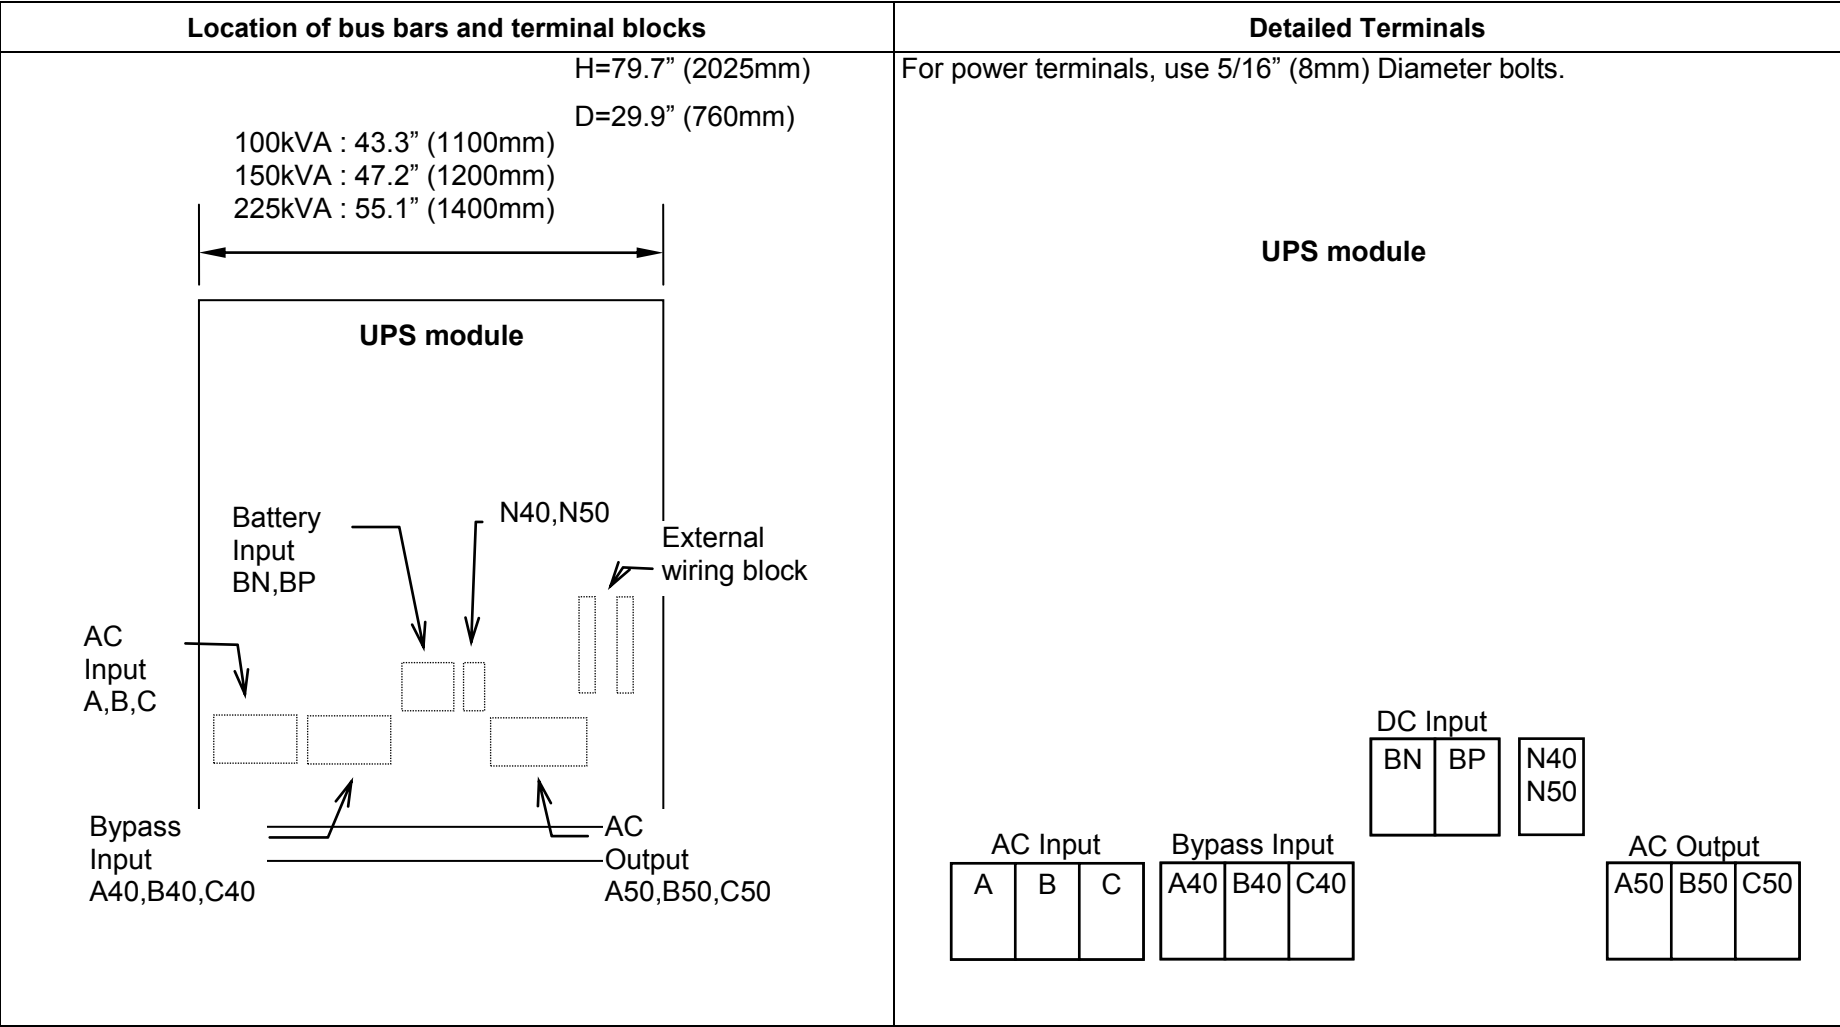 Location of bus bars and terminal blocks
H=79.7” (2025mm)
D=29.9” (760mm)
100kVA : 43.3” (1100mm)
150kVA : 47.2” (1200mm)
225kVA : 55.1” (1400mm)
UPS module
Battery
Input
BN,BP
N40,N50
External
wiring block
AC
Input
A,B,C
Bypass
Input
A40,B40,C40
AC
Output
A50,B50,C50
Detailed Terminals
For power terminals, use 5/16” (8mm) Diameter bolts.
UPS module
DC Input
BN BP
N40
N50
AC Input
A B C
Bypass Input
A40 B40 C40
AC Output
A50 B50 C50